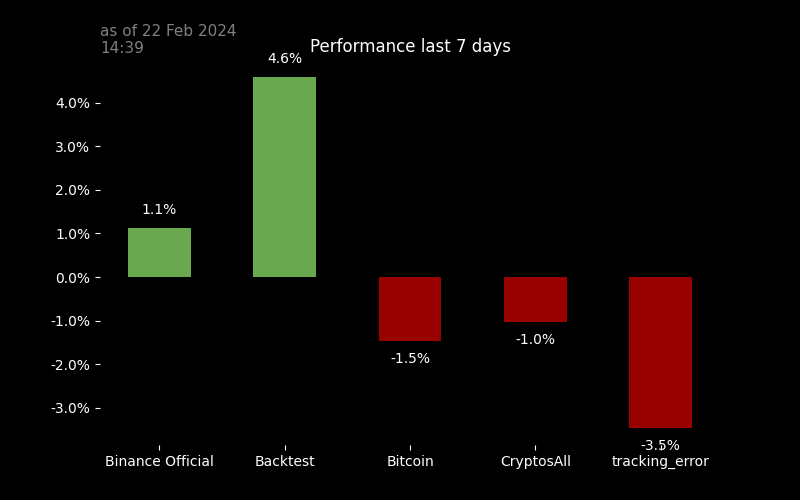 as of 22 Feb 2024
14:39
Performance last 7 days
4.6%
4.0%
3.0%
2.0%
1.1%
1.0%
0.0%
-1.0%
-1.5%
-1.0%
-2.0%
-3.0%
-3.5%
Binance Official
Backtest
Bitcoin
CryptosAll
tracking_error